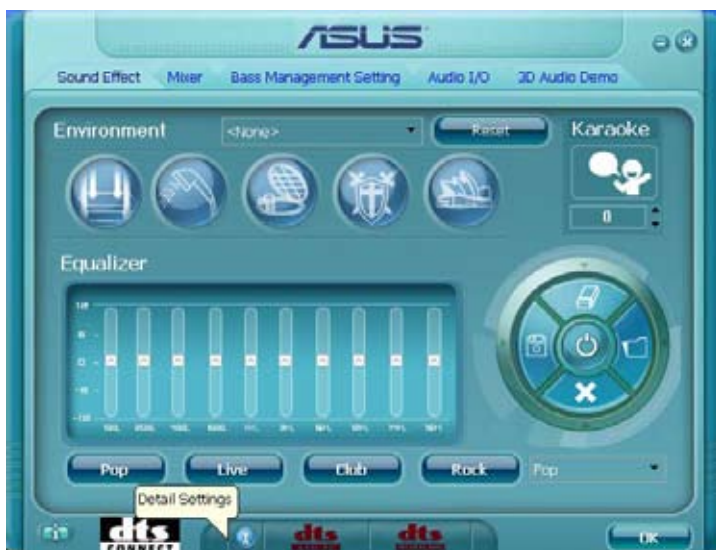 ASUS
Sound Effect Mixer Bass Management Setting Audio I/O 3D Audio Demo
Environment <None> Reset Karaoke
0
Equalizer
Pop Live Club Rock Pop
Detail Settings
dts dts dts
CONNECT
OK